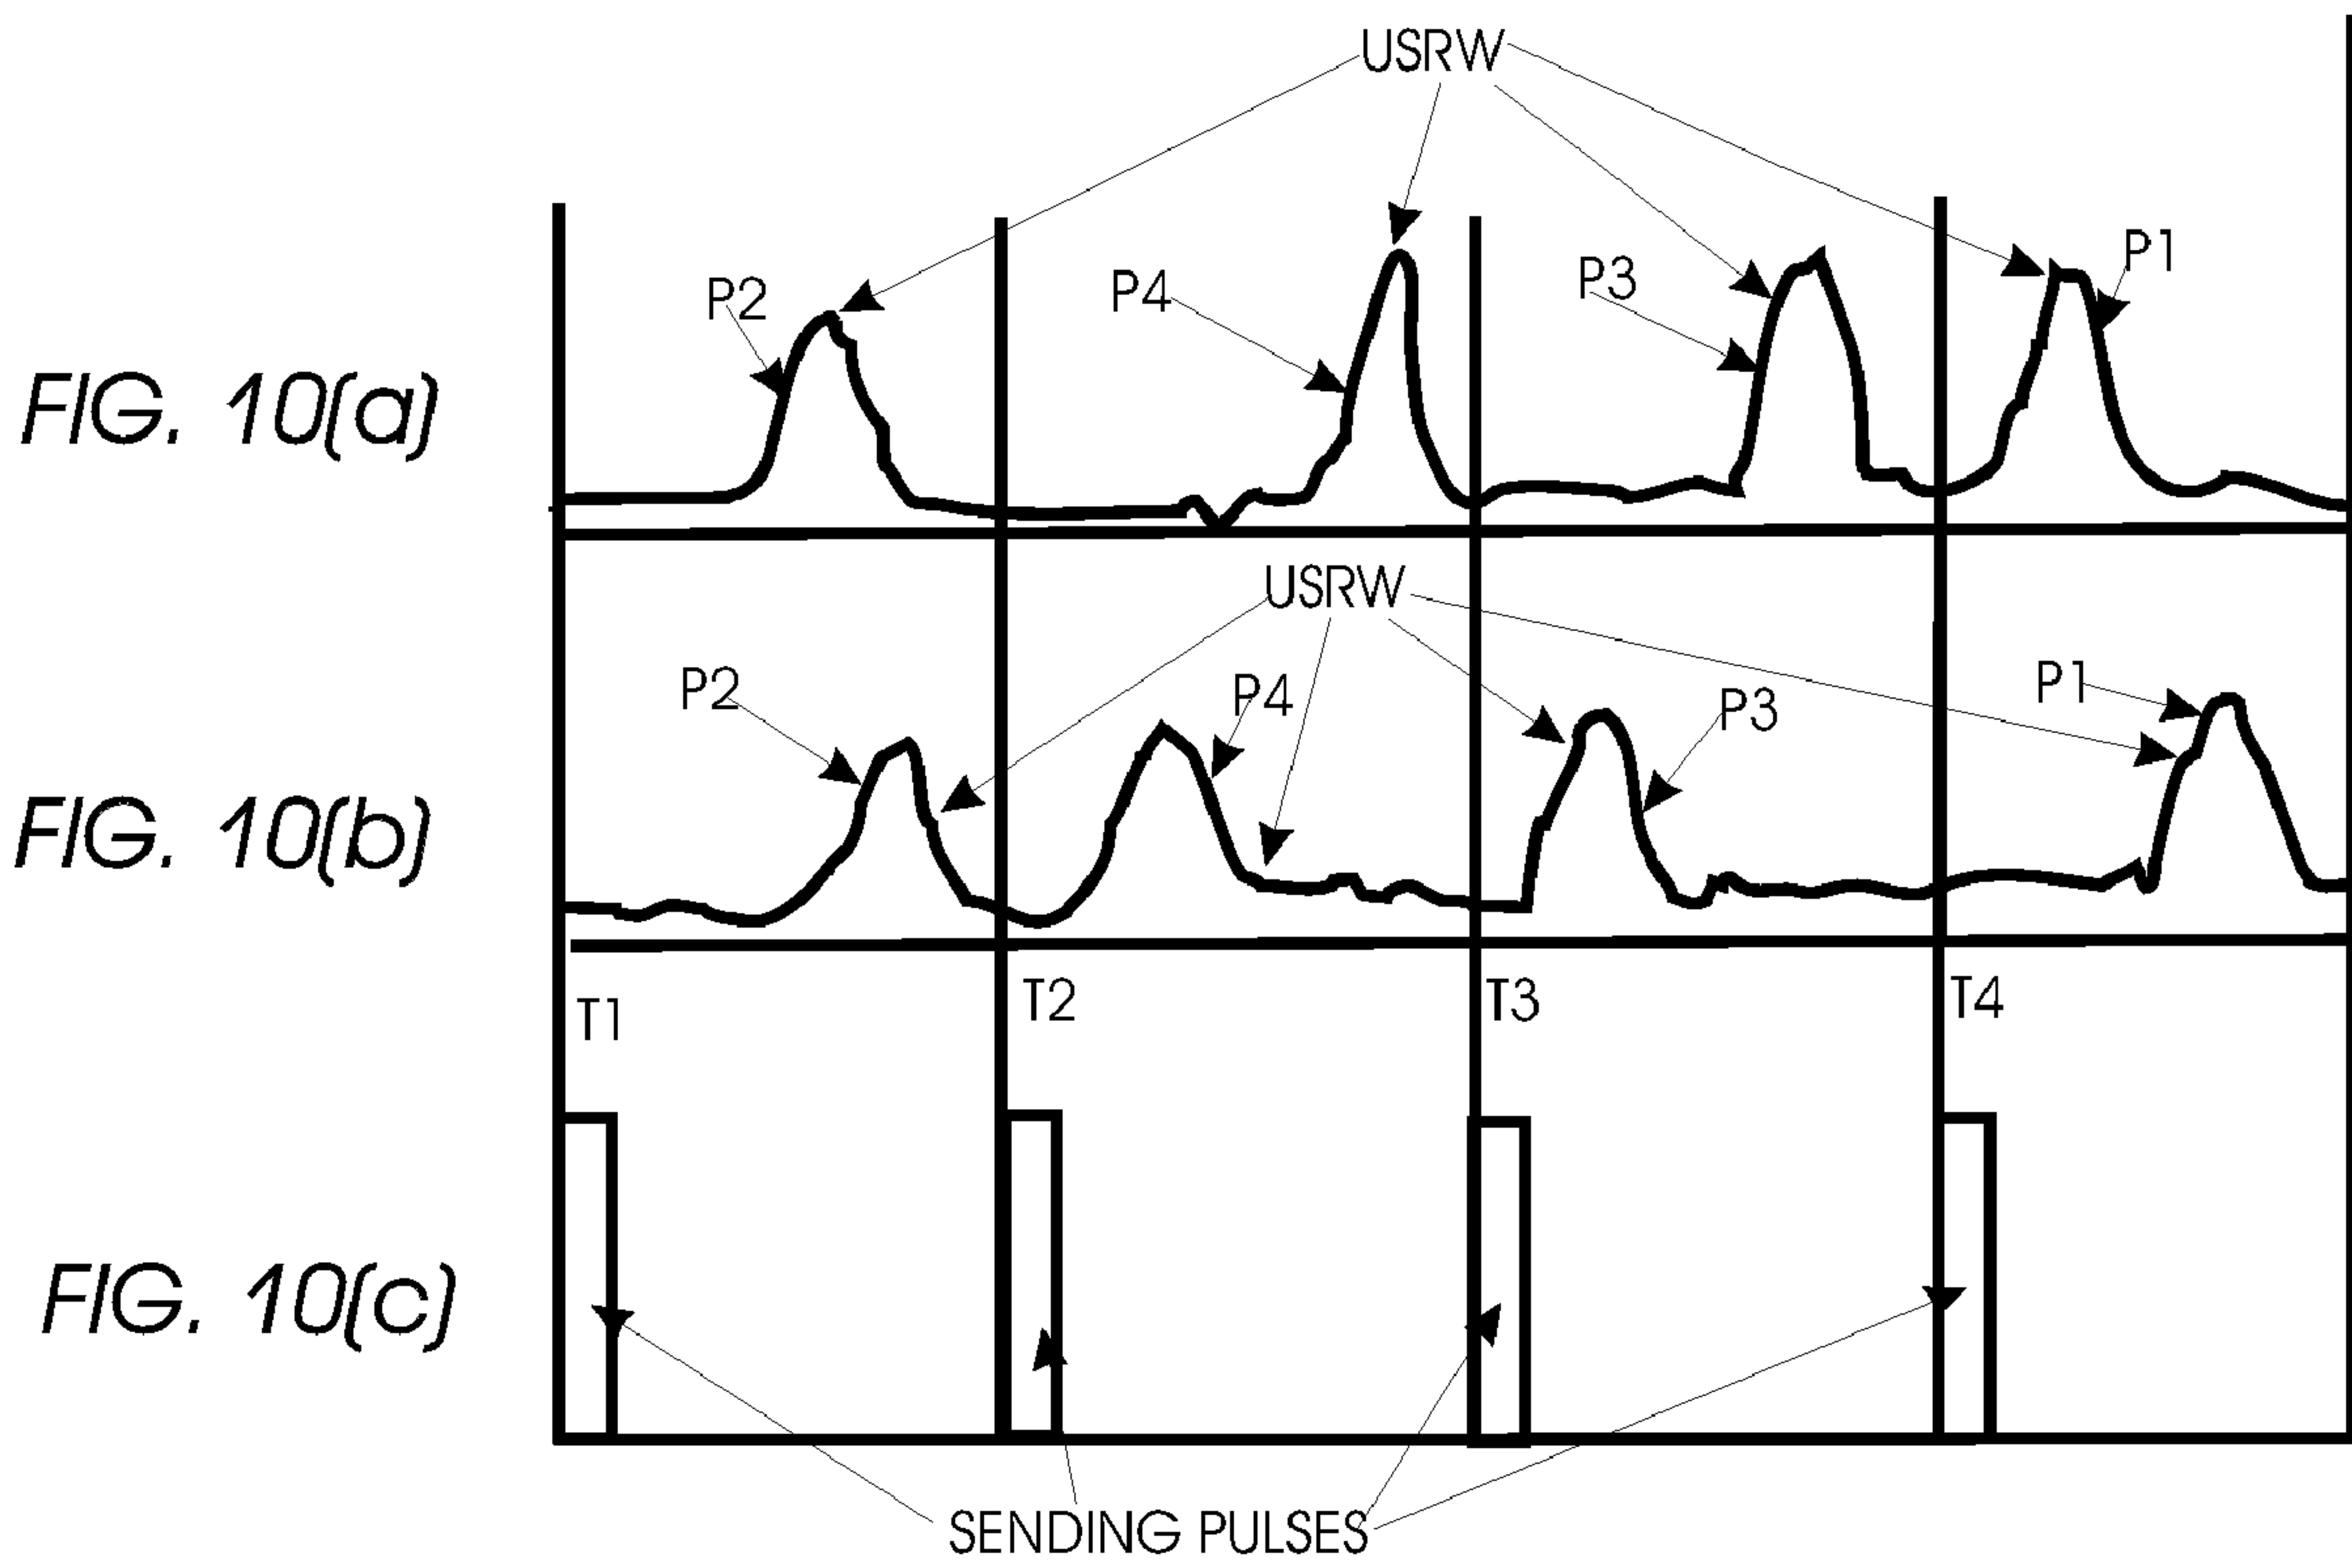 USRW
P2
P4
P3
P1
FIG. 10(a)
USRW
P2
P4
P3
P1
FIG. 10(b)
T1
T2
T3
T4
FIG. 10(c)
SENDING PULSES